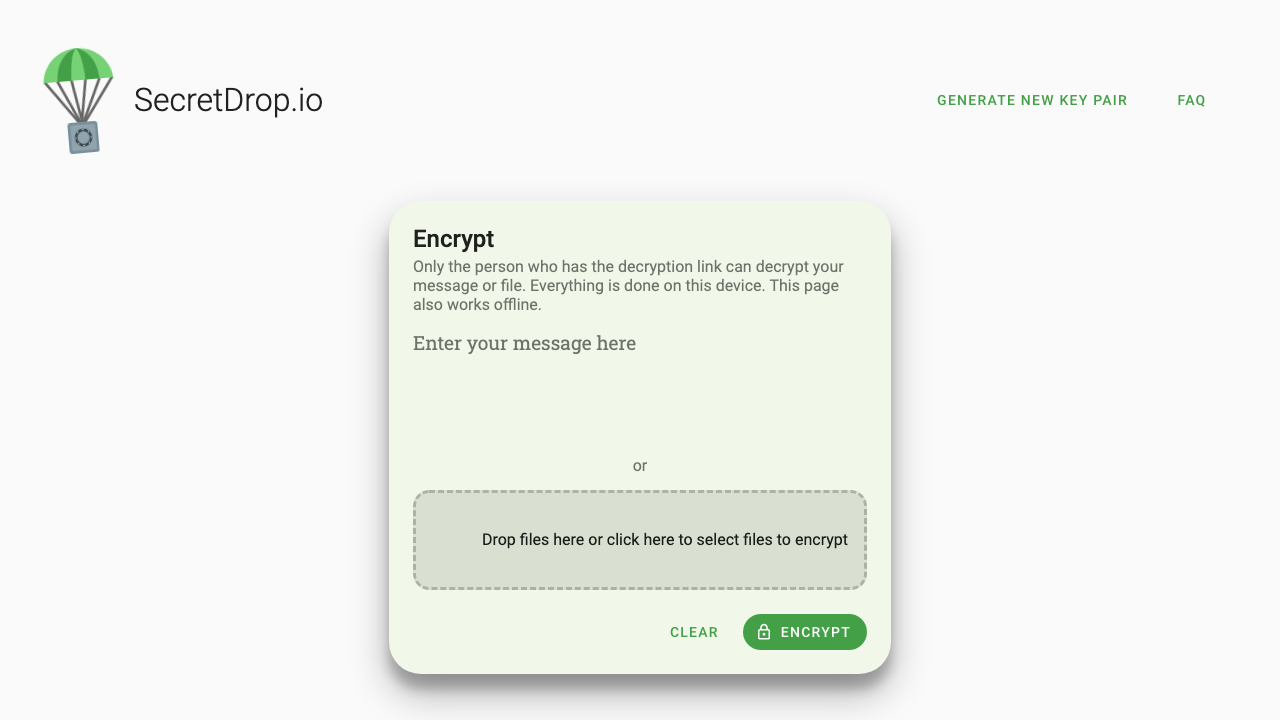 SecretDrop.io
GENERATE NEW KEY PAIR
FAQ
Encrypt
Only the person who has the decryption link can decrypt your
message or file. Everything is done on this device. This page
also works offline.
Enter your message here
or
Drop files here or click here to select files to encrypt
CLEAR
ENCRYPT